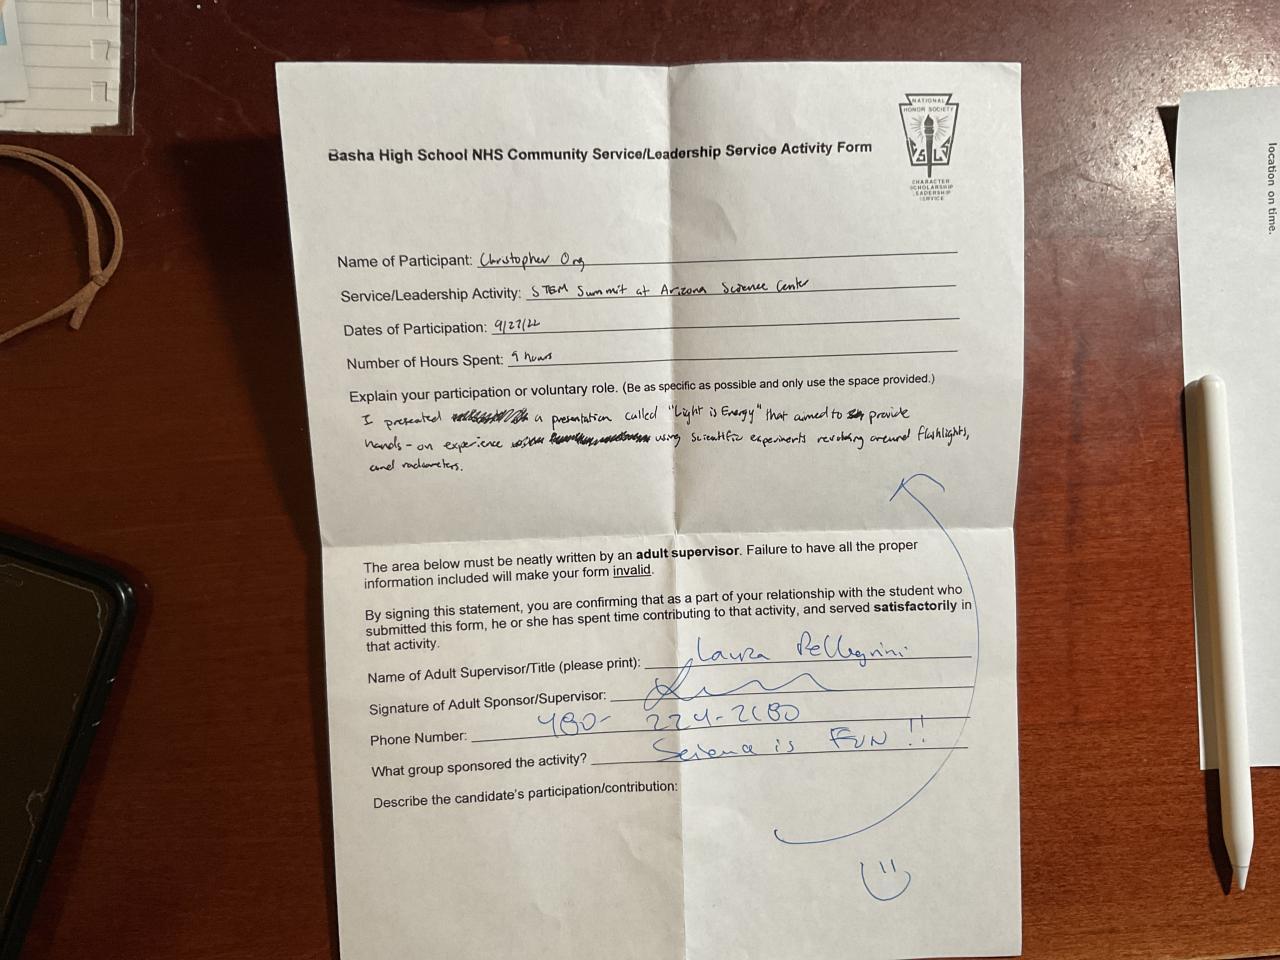 NATIONAL
HONOR SOCIETY
S L
CHARACTER
SCHOLARSHIP
LEADERSHIP
SERVICE
Basha High School NHS Community Service/Leadership Service Activity Form
Name of Participant: Christopher Ong
Service/Leadership Activity: STEM Summit at Arizona Science Center
Dates of Participation: 9/27/22
Number of Hours Spent: 9 hours
Explain your participation or voluntary role. (Be as specific as possible and only use the space provided.)
I presented a presentation called "Light is Energy" that aimed to provide
hands-on experience using scientific experiments revolving around flashlights,
and radiometers.
The area below must be neatly written by an adult supervisor. Failure to have all the proper
information included will make your form invalid.
By signing this statement, you are confirming that as a part of your relationship with the student who
submitted this form, he or she has spent time contributing to that activity, and served satisfactorily in
that activity.
Name of Adult Supervisor/Title (please print): Laura Pellegrini
Signature of Adult Sponsor/Supervisor:
Phone Number: 480-224-2180
What group sponsored the activity? Science is FUN!!
Describe the candidate's participation/contribution:
location on time.